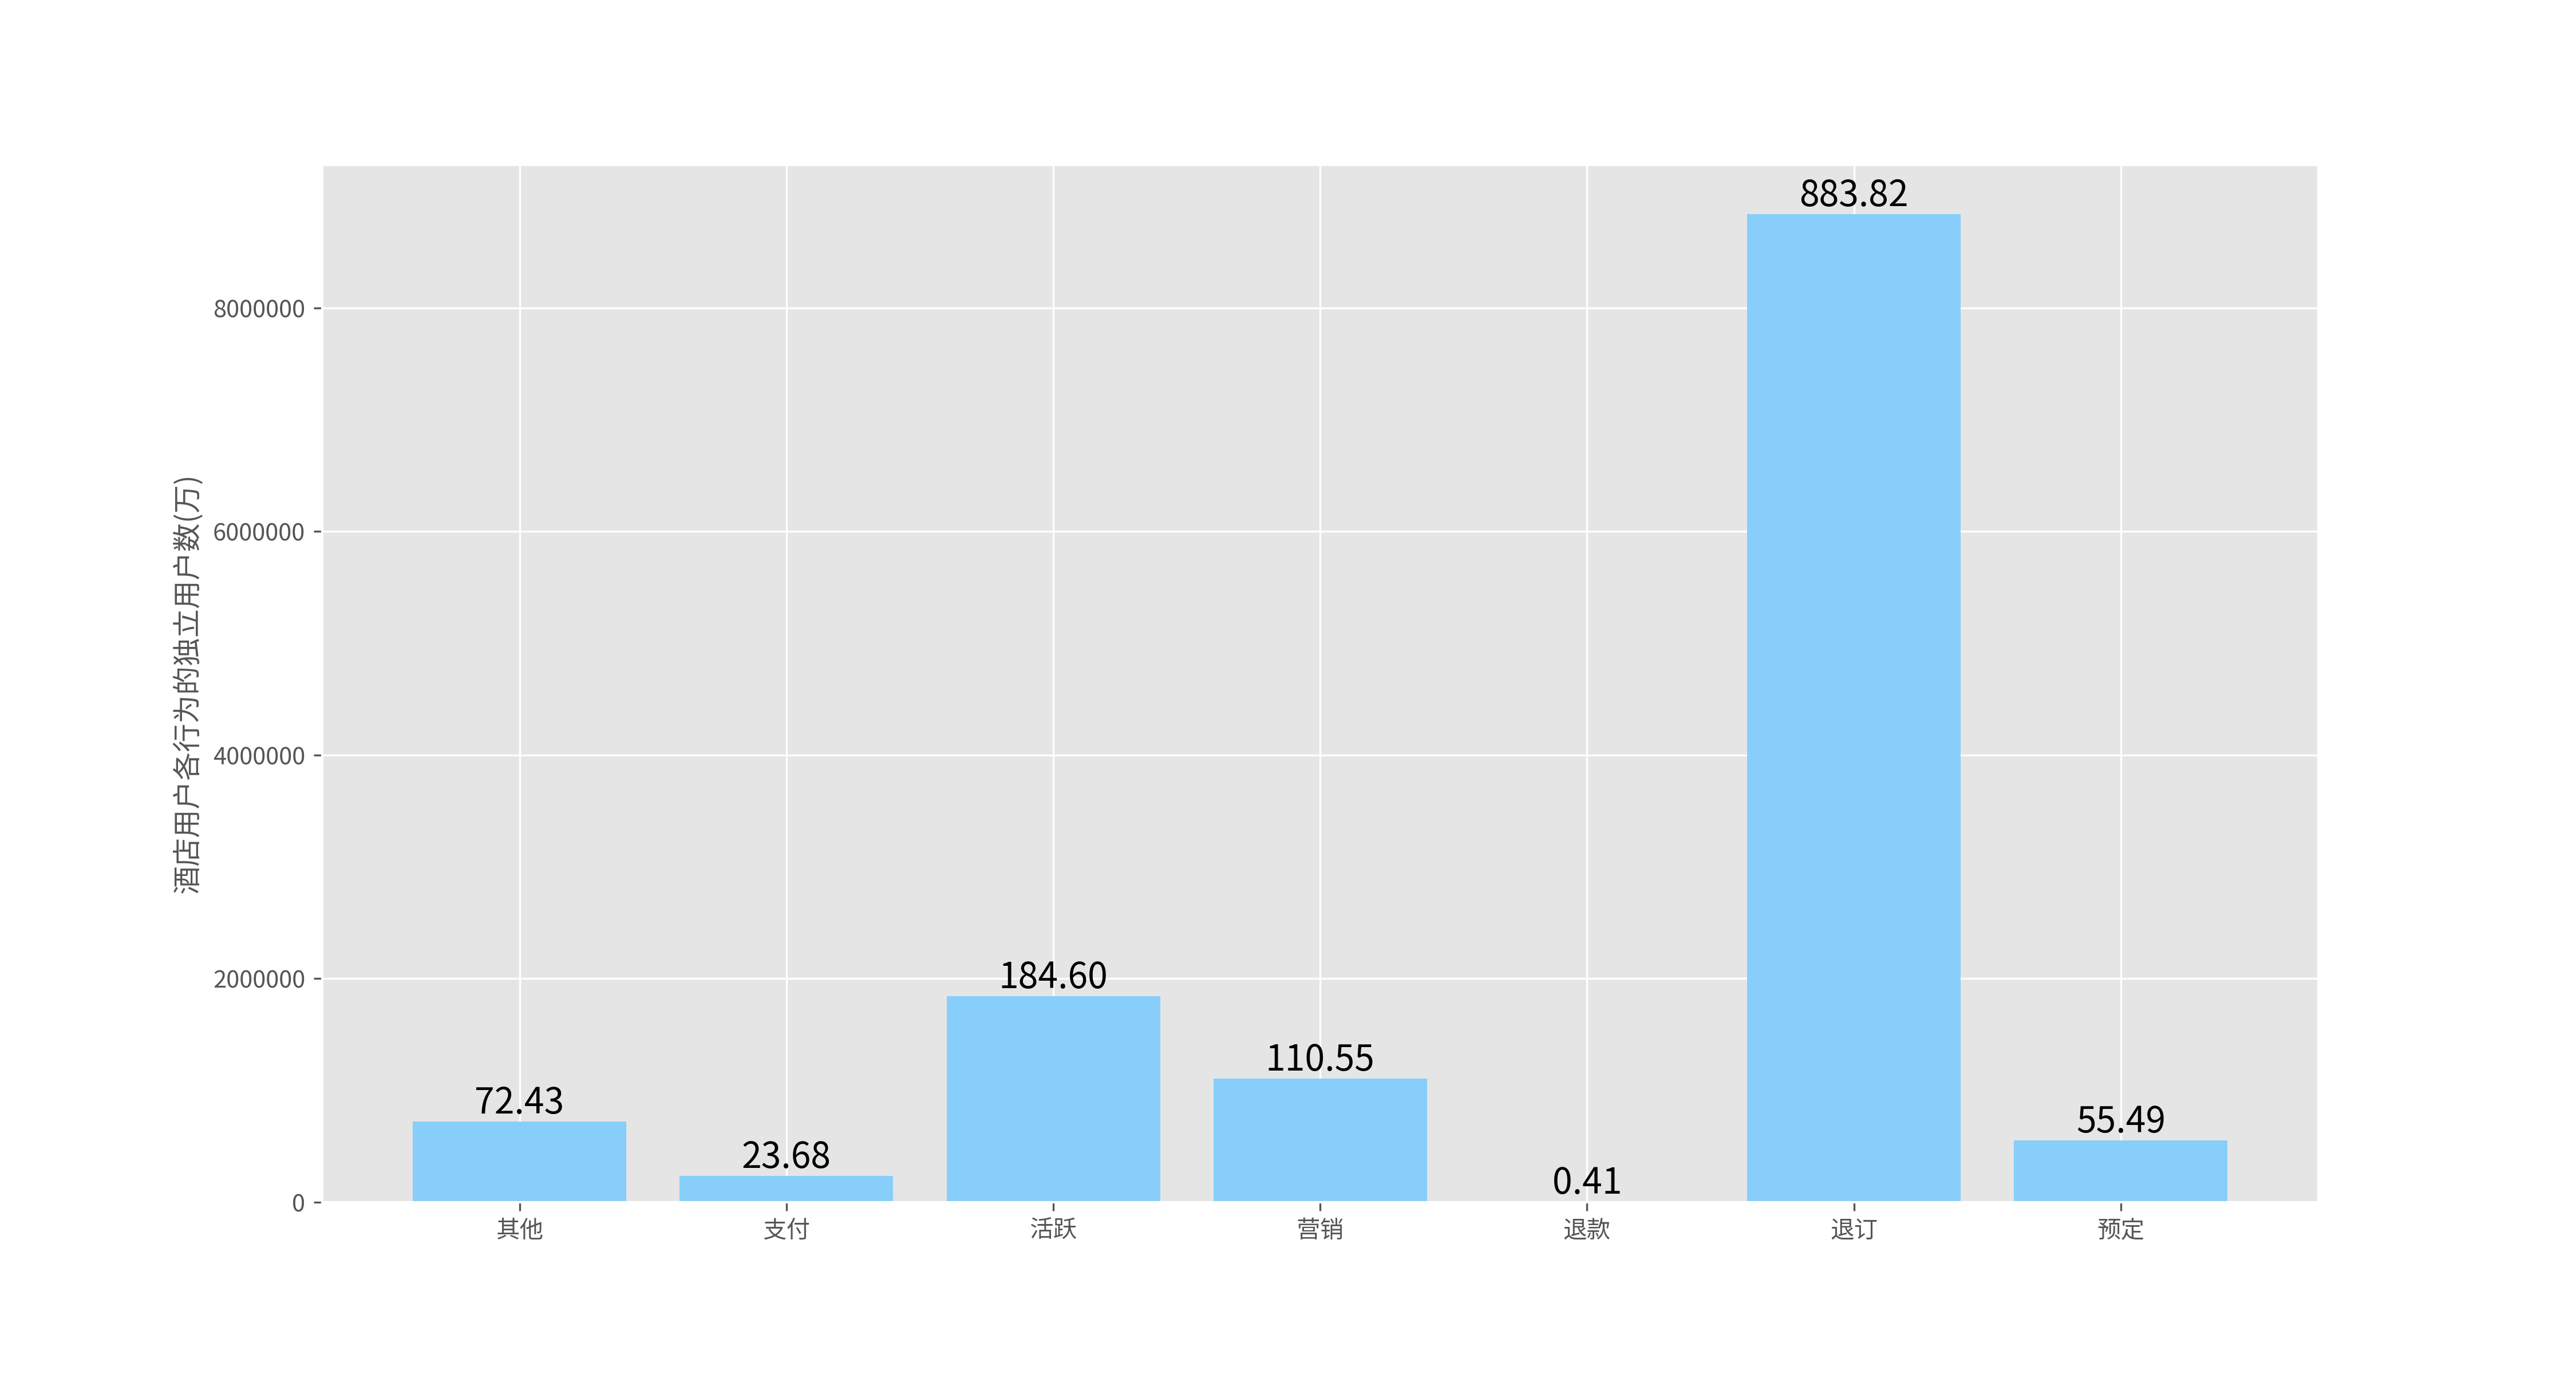 酒店用户各行为的独立用户数(万)
8000000
6000000
4000000
2000000
0
72.43
23.68
184.60
110.55
0.41
883.82
55.49
其他
支付
活跃
营销
退款
退订
预定